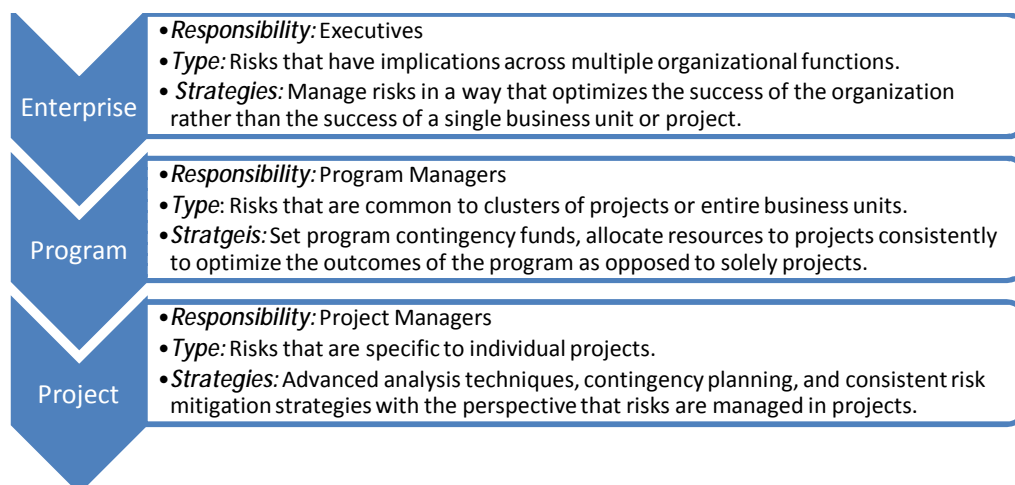 Enterprise
•Responsibility: Executives
•Type: Risks that have implications across multiple organizational functions.
• Strategies: Manage risks in a way that optimizes the success of the organization
rather than the success of a single business unit or project.
Program
•Responsibility: Program Managers
•Type: Risks that are common to clusters of projects or entire business units.
•Stratgeis: Set program contingency funds, allocate resources to projects consistently
to optimize the outcomes of the program as opposed to solely projects.
Project
•Responsibility: Project Managers
•Type: Risks that are specific to individual projects.
•Strategies: Advanced analysis techniques, contingency planning, and consistent risk
mitigation strategies with the perspective that risks are managed in projects.